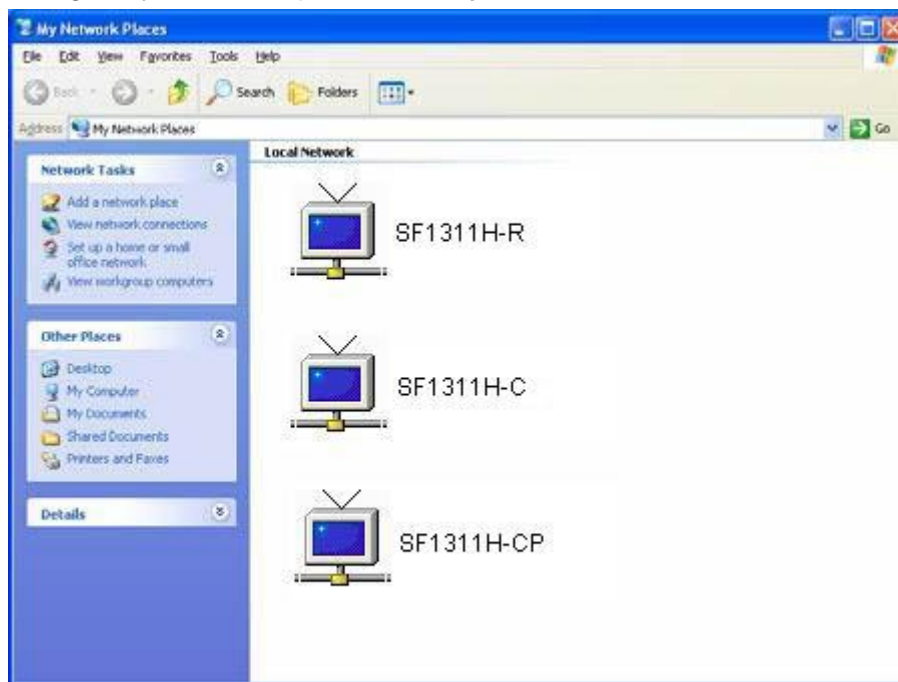 My Network Places
File Edit View Favorites Tools Help
Back Search Folders
Address My Network Places Go
Network Tasks
Add a network place
View network connections
Set up a home or small
office network
View workgroup computers
Other Places
Desktop
My Computer
My Documents
Shared Documents
Printers and Faxes
Details
Local Network
SF1311H-R
SF1311H-C
SF1311H-CP